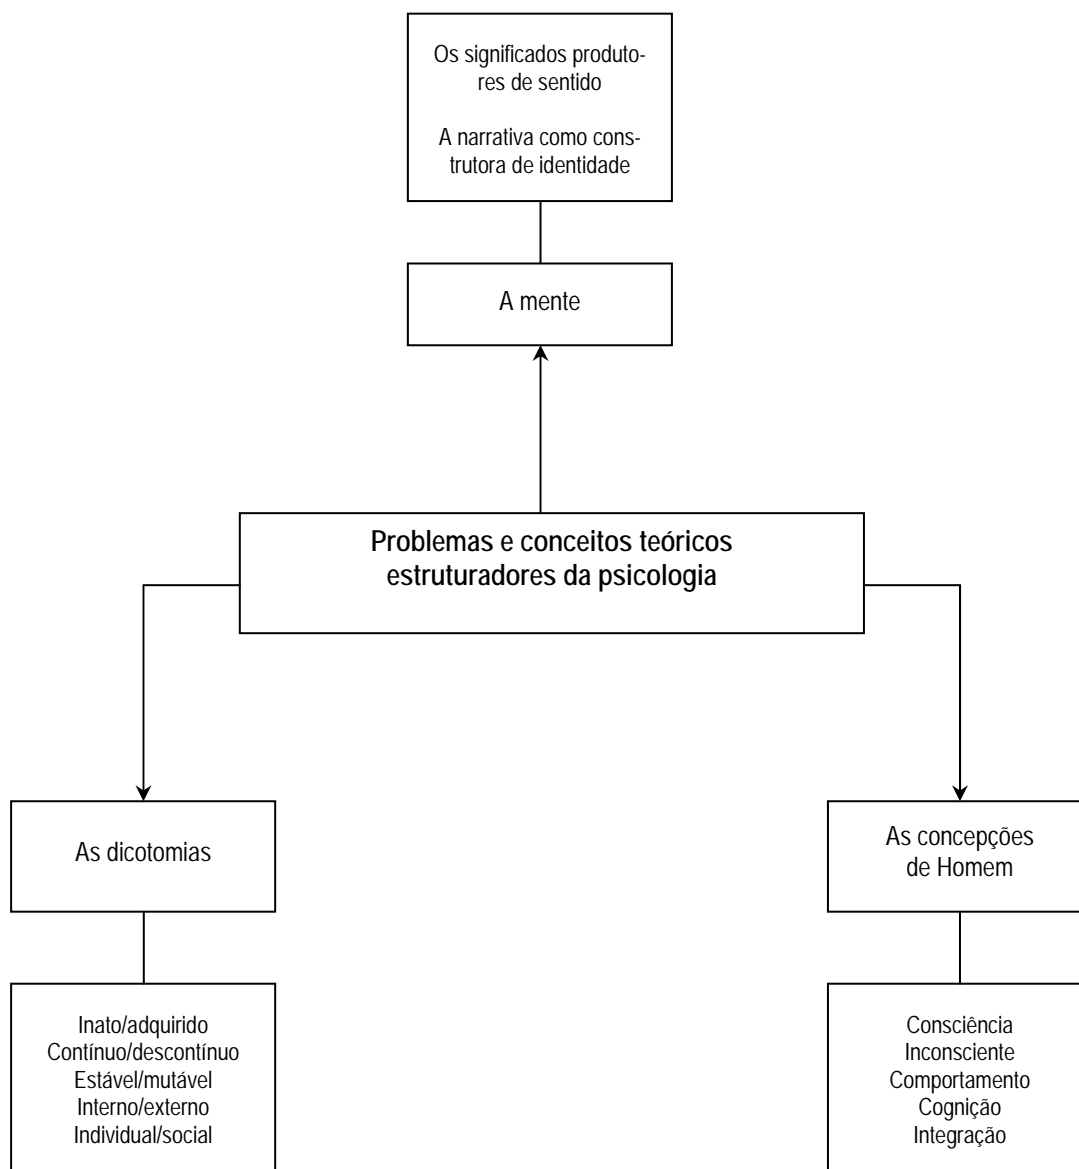 Os significados produto-
res de sentido
A narrativa como cons-
trutora de identidade
A mente
Problemas e conceitos teóricos
estruturadores da psicologia
As dicotomias
As concepções
de Homem
Inato/adquirido
Contínuo/descontínuo
Estável/mutável
Interno/externo
Individual/social
Consciência
Inconsciente
Comportamento
Cognição
Integração